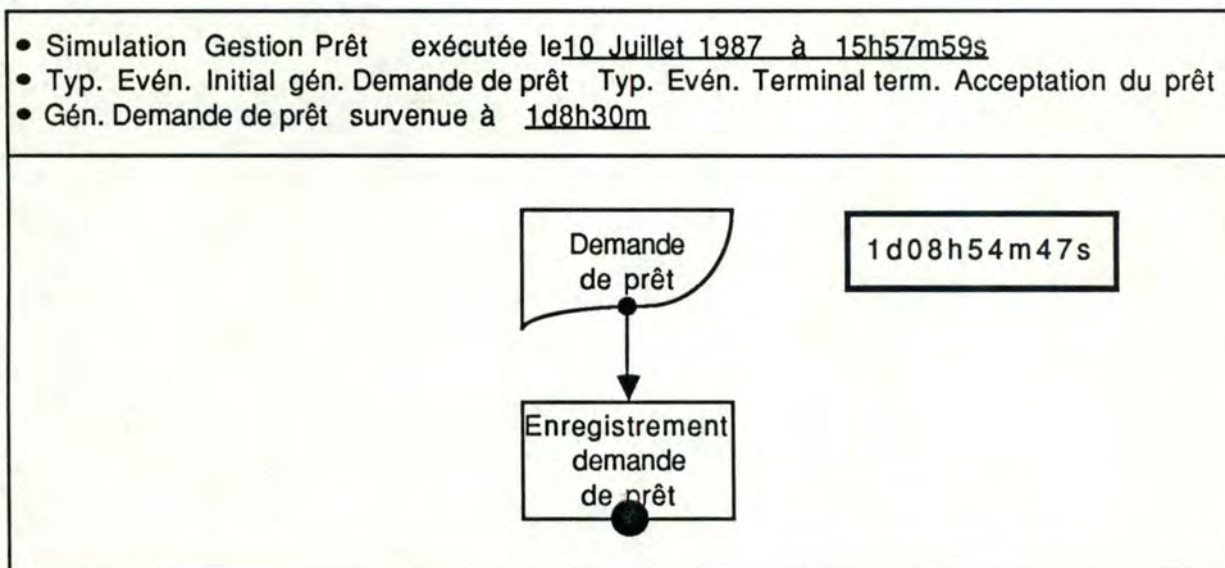 • Simulation Gestion Prêt exécutée le10 Juillet 1987 à 15h57m59s
• Typ. Evén. Initial gén. Demande de prêt Typ. Evén. Terminal term. Acceptation du prêt
• Gén. Demande de prêt survenue à 1d8h30m
Demande
de prêt
1d08h54m47s
Enregistrement
demande
de prêt